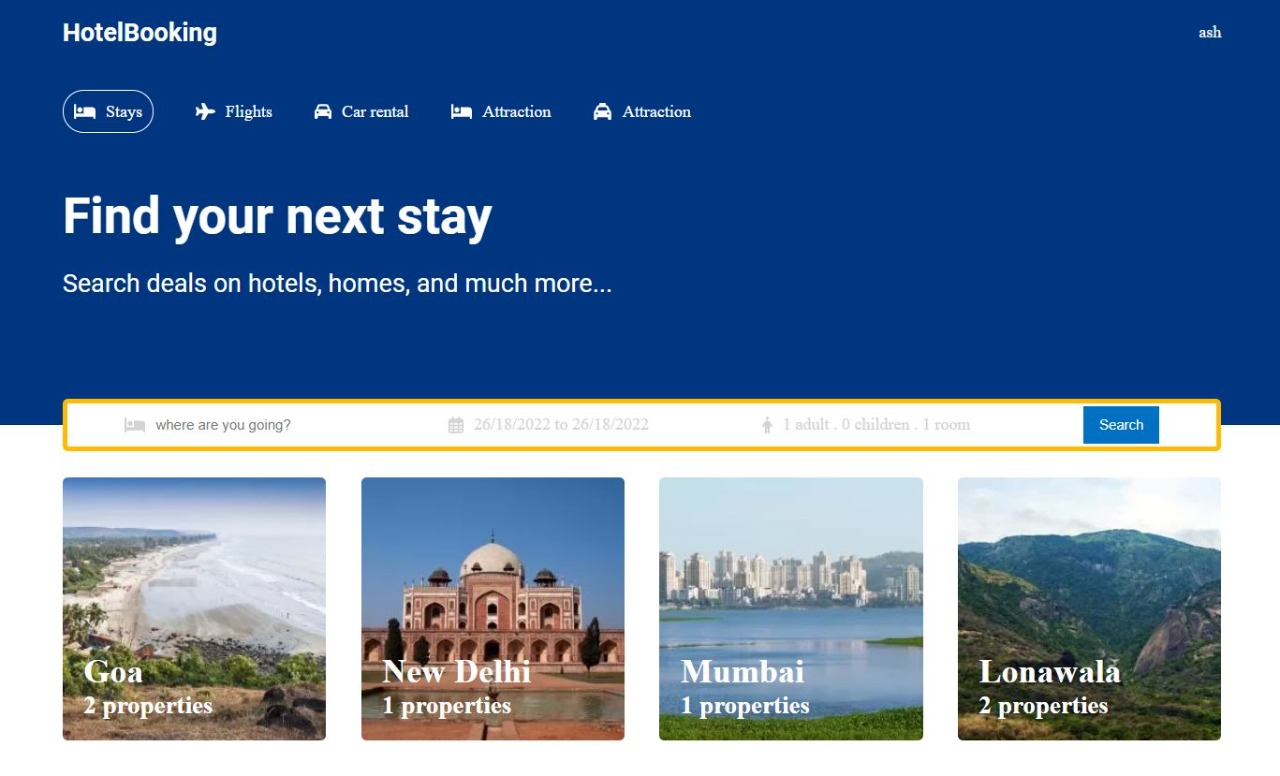 HotelBooking
ash
Stays
Flights
Car rental
Attraction
Attraction
Find your next stay
Search deals on hotels, homes, and much more...
where are you going?
26/18/2022 to 26/18/2022
1 adult . 0 children . 1 room
Search
Goa
2 properties
New Delhi
1 properties
Mumbai
1 properties
Lonawala
2 properties